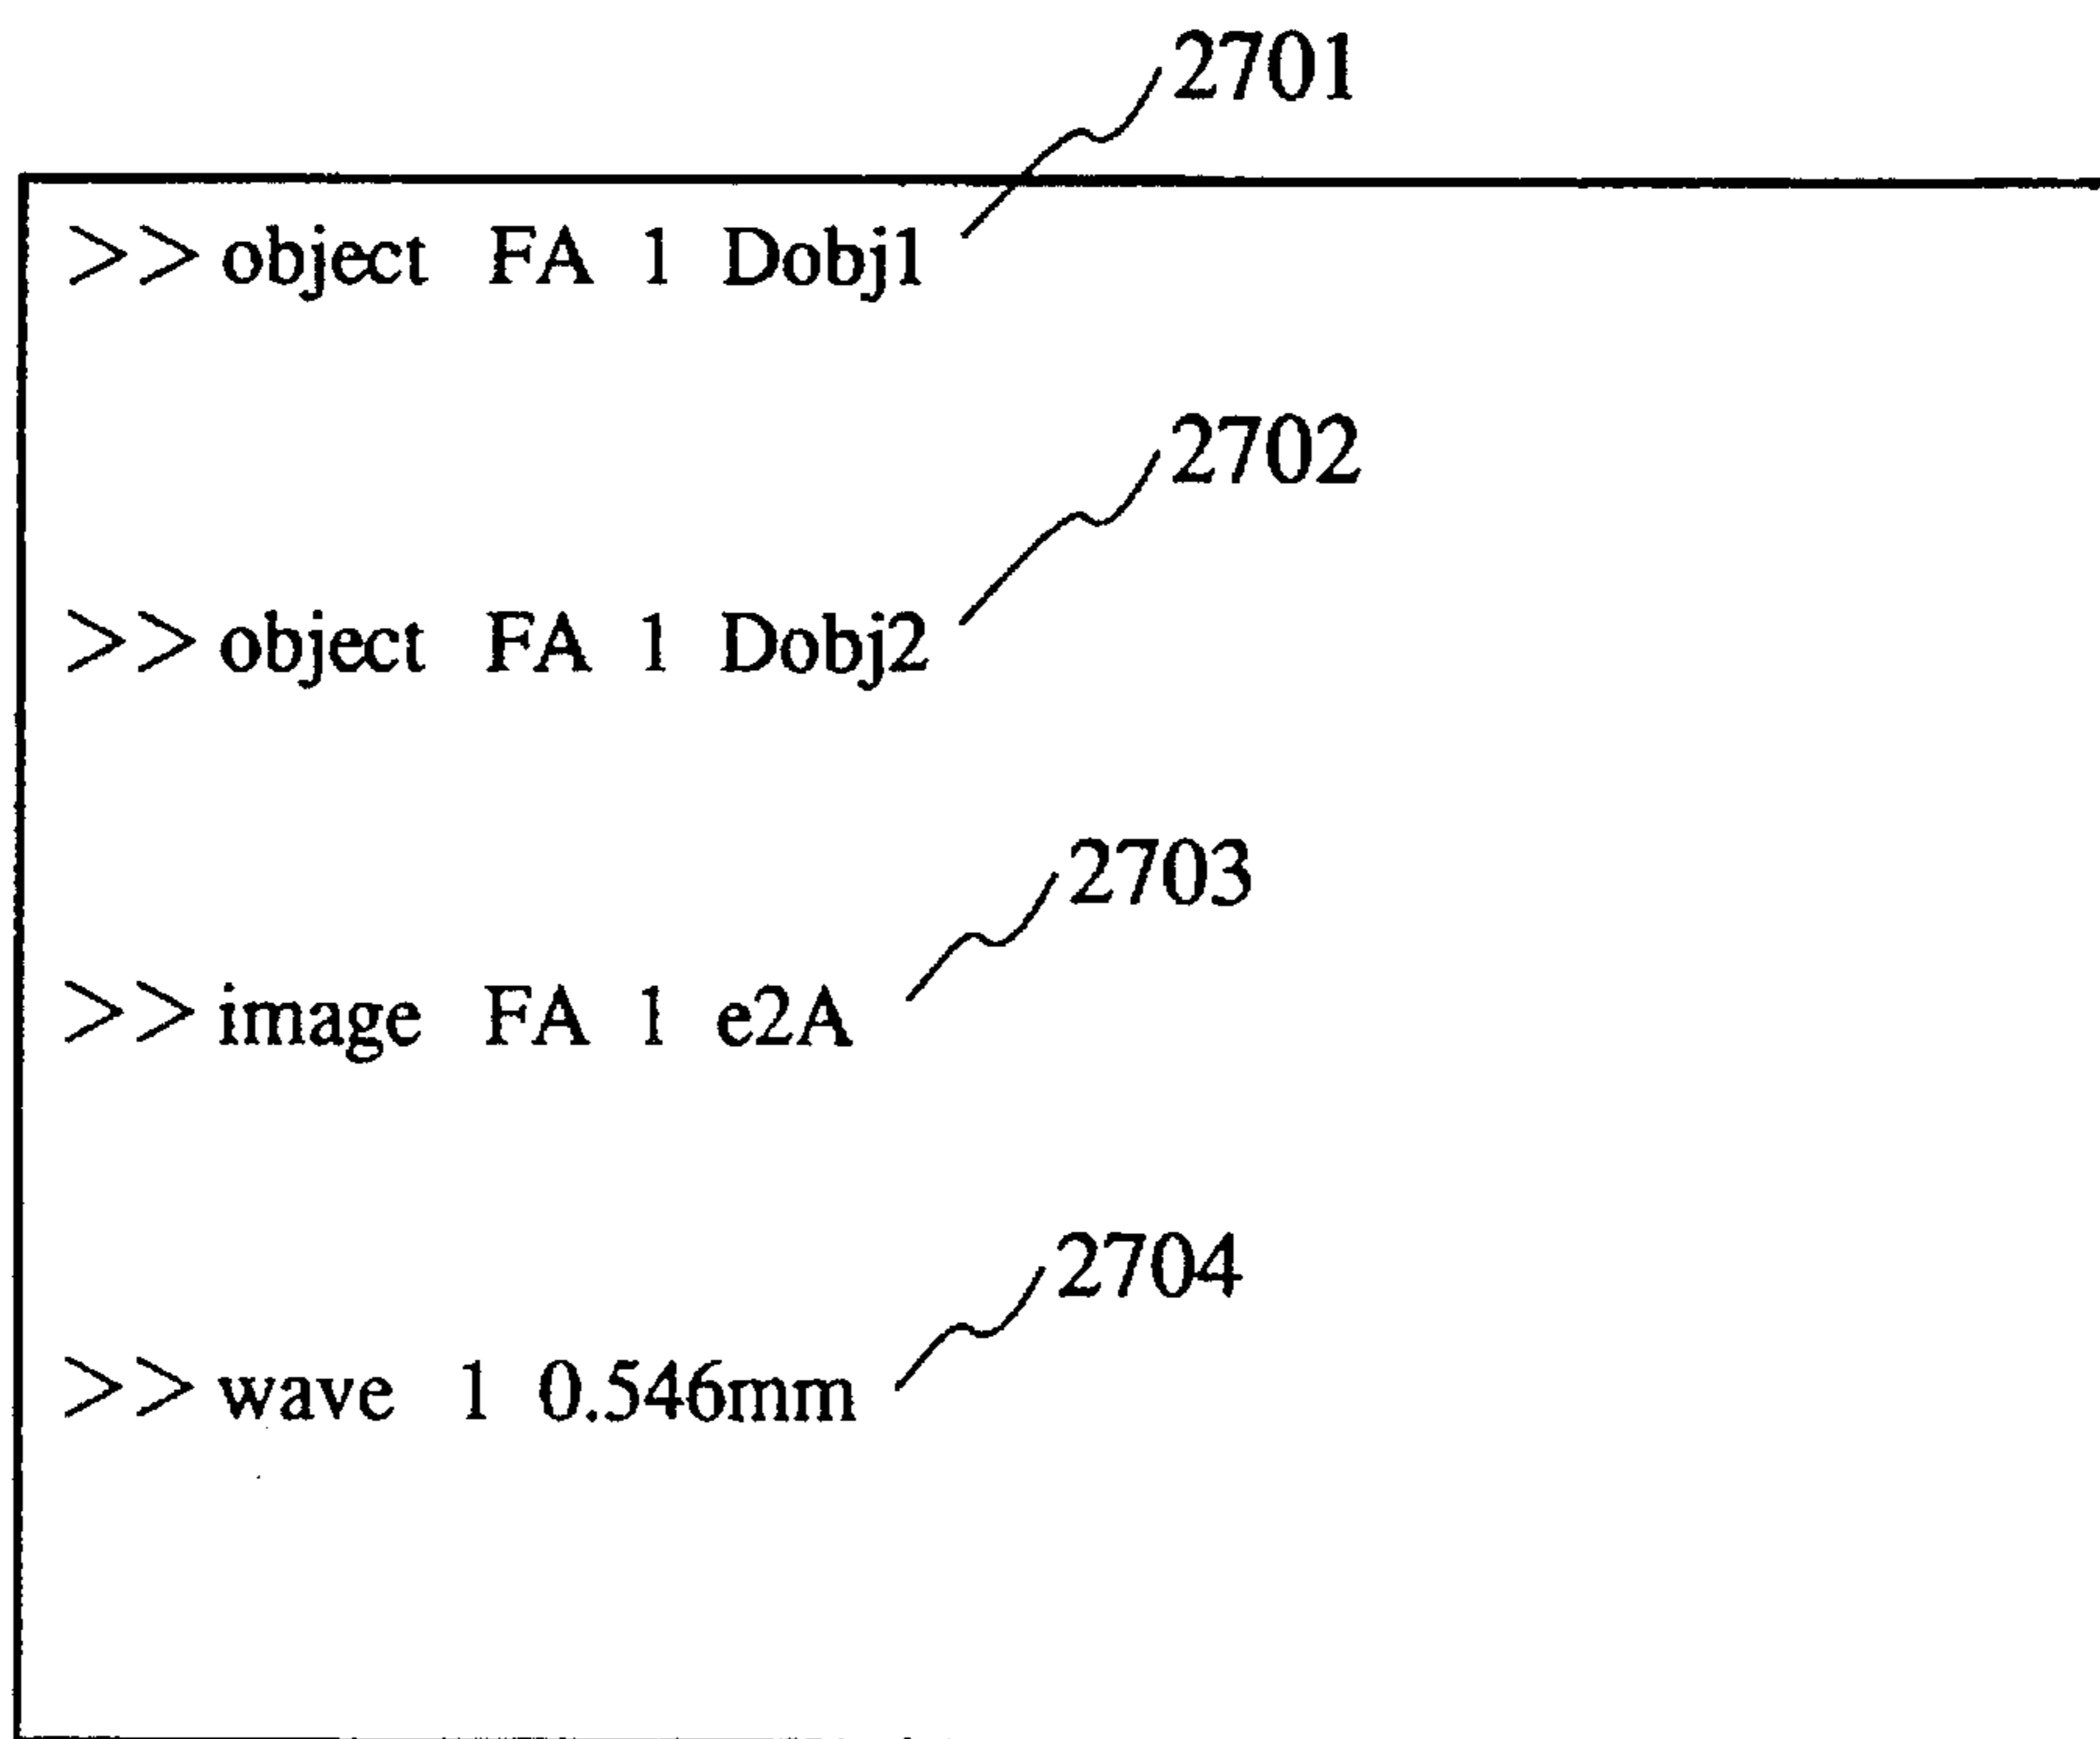 2701
>> object FA 1 Dobj1
2702
>> object FA 1 Dobj2
2703
>> image FA 1 e2A
2704
>> wave 1 0.546mm